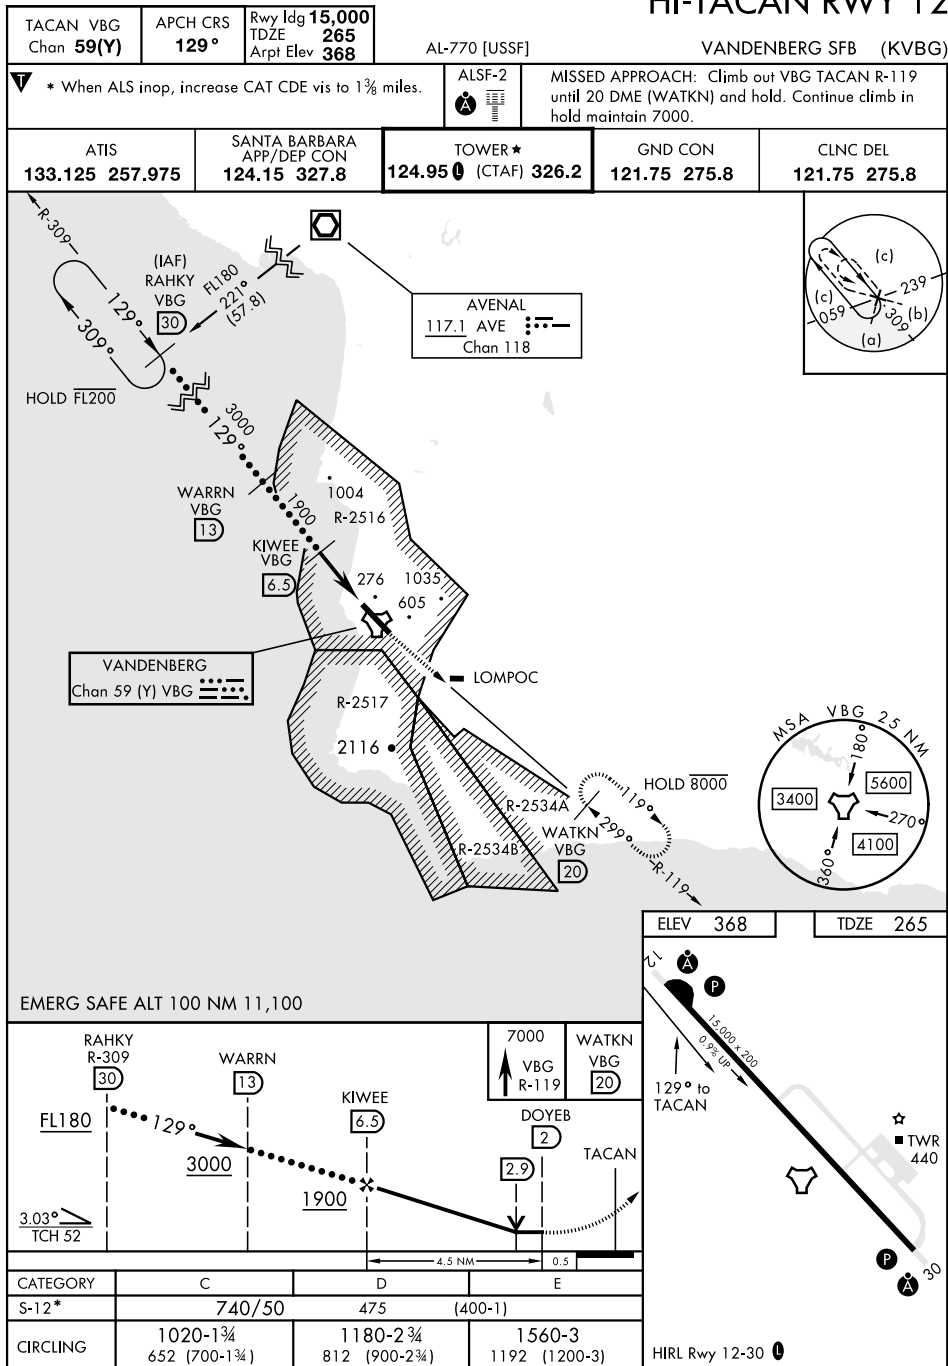 HI-TACAN RWY 12
TACAN VBG
Chan 59(Y)
APCH CRS
129°
Rwy ldg 15,000
TDZE 265
Arpt Elev 368
AL-770 [USSF]
VANDENBERG SFB (KVBG)
T * When ALS inop, increase CAT CDE vis to 1⅜ miles.
ALSF-2
A
MISSED APPROACH: Climb out VBG TACAN R-119
until 20 DME (WATKN) and hold. Continue climb in
hold maintain 7000.
ATIS
133.125 257.975
SANTA BARBARA
APP/DEP CON
124.15 327.8
TOWER★
124.95 L (CTAF) 326.2
GND CON
121.75 275.8
CLNC DEL
121.75 275.8
R-309
(IAF)
RAHKY
VBG
30
FL180
221°
(57.8)
129°
309°
HOLD FL200
AVENAL
117.1 AVE
Chan 118
(c)
(c)
239
059
(b)
309
(a)
3000
129°
WARRN
VBG
13
1900
1004
R-2516
KIWEE
VBG
6.5
276
1035
605
VANDENBERG
Chan 59 (Y) VBG
LOMPOC
R-2517
2116
R-2534A
R-2534B
HOLD 8000
119°
299°
WATKN
VBG
20
R-119
MSA VBG 25 NM
180°
5600
3400
270°
4100
360°
EMERG SAFE ALT 100 NM 11,100
ELEV 368
TDZE 265
12
A
P
15,000 x 200
0.9% UP
129° to
TACAN
TWR
440
P
A
30
HIRL Rwy 12-30 L
7000
VBG
R-119
WATKN
VBG
20
RAHKY
R-309
30
WARRN
13
KIWEE
6.5
DOYEB
2
2.9
TACAN
FL180
129°
3000
1900
3.03°
TCH 52
4.5 NM
0.5
CATEGORY C D E
S-12* 740/50 475 (400-1)
CIRCLING
1020-1¾
652 (700-1¾)
1180-2¾
812 (900-2¾)
1560-3
1192 (1200-3)